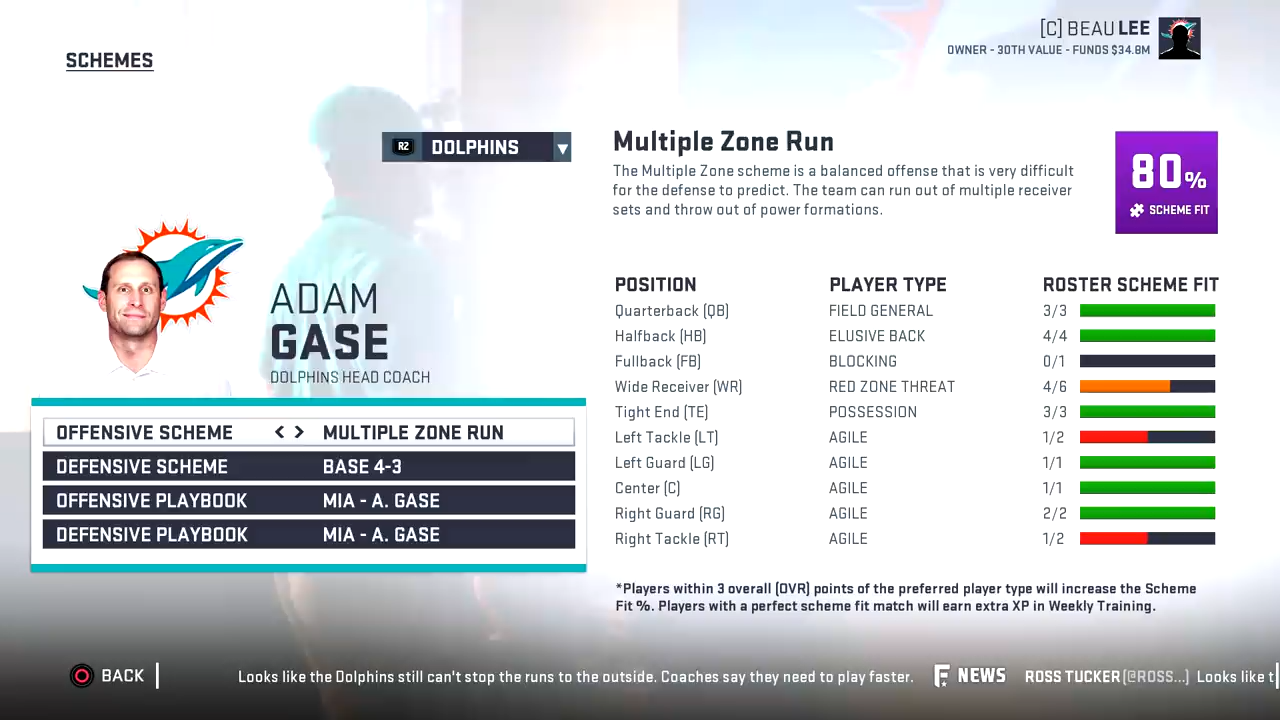 SCHEMES
[C] BEAU LEE
OWNER - 30TH VALUE - FUNDS $34.8M
R2 DOLPHINS
ADAM
GASE
DOLPHINS HEAD COACH
OFFENSIVE SCHEME < > MULTIPLE ZONE RUN
DEFENSIVE SCHEME BASE 4-3
OFFENSIVE PLAYBOOK MIA - A. GASE
DEFENSIVE PLAYBOOK MIA - A. GASE
Multiple Zone Run
The Multiple Zone scheme is a balanced offense that is very difficult
for the defense to predict. The team can run out of multiple receiver
sets and throw out of power formations.
80%
SCHEME FIT
POSITION PLAYER TYPE ROSTER SCHEME FIT
Quarterback (QB) FIELD GENERAL 3/3
Halfback (HB) ELUSIVE BACK 4/4
Fullback (FB) BLOCKING 0/1
Wide Receiver (WR) RED ZONE THREAT 4/6
Tight End (TE) POSSESSION 3/3
Left Tackle (LT) AGILE 1/2
Left Guard (LG) AGILE 1/1
Center (C) AGILE 1/1
Right Guard (RG) AGILE 2/2
Right Tackle (RT) AGILE 1/2
*Players within 3 overall (OVR) points of the preferred player type will increase the Scheme
Fit %. Players with a perfect scheme fit match will earn extra XP in Weekly Training.
BACK
Looks like the Dolphins still can't stop the runs to the outside. Coaches say they need to play faster. F NEWS ROSS TUCKER (@ROSS...) Looks like t